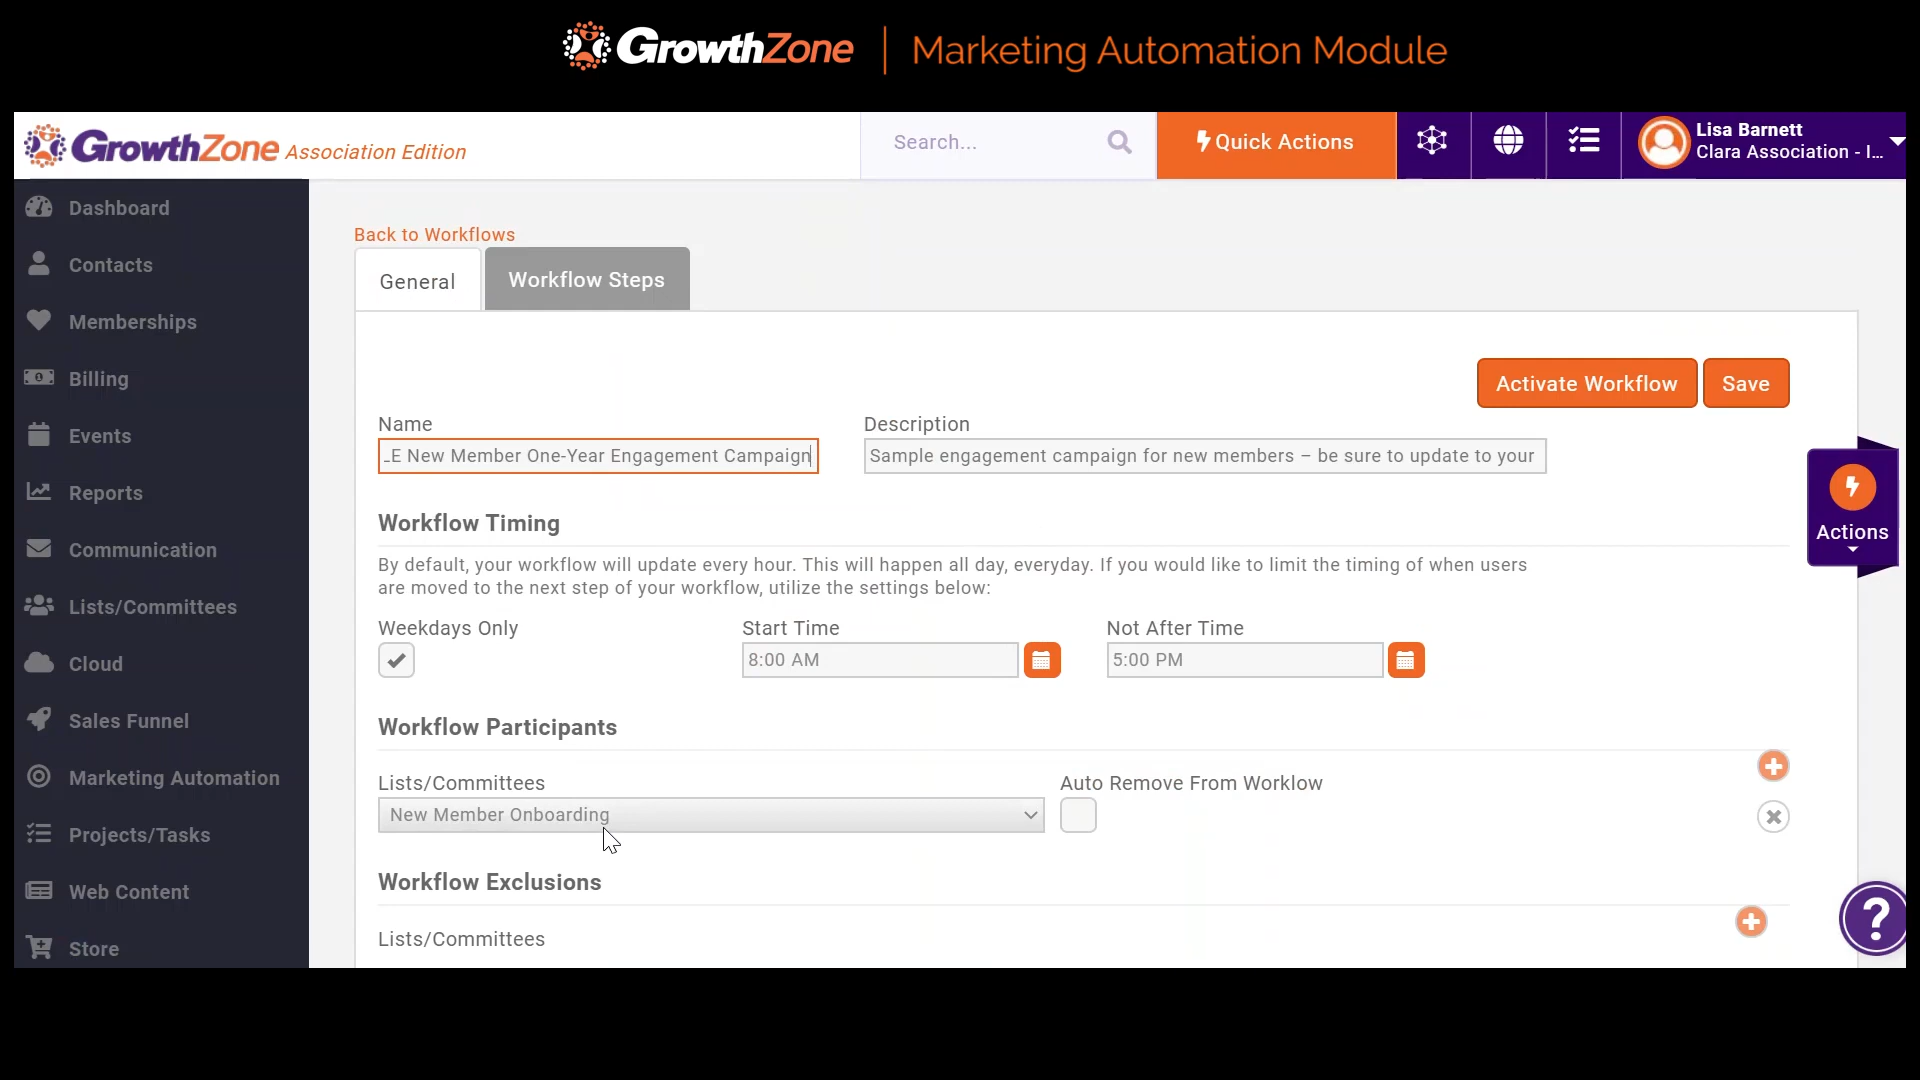 GrowthZone | Marketing Automation Module
GrowthZone Association Edition
Search...
Quick Actions
Lisa Barnett
Clara Association - I...
Dashboard
Contacts
Memberships
Billing
Events
Reports
Communication
Lists/Committees
Cloud
Sales Funnel
Marketing Automation
Projects/Tasks
Web Content
Store
Back to Workflows
General
Workflow Steps
Activate Workflow
Save
Name
Description
E New Member One-Year Engagement Campaign
Sample engagement campaign for new members – be sure to update to your
Workflow Timing
By default, your workflow will update every hour. This will happen all day, everyday. If you would like to limit the timing of when users
are moved to the next step of your workflow, utilize the settings below:
Weekdays Only
Start Time
Not After Time
8:00 AM
5:00 PM
Workflow Participants
Lists/Committees
Auto Remove From Worklow
New Member Onboarding
Workflow Exclusions
Lists/Committees
Actions
?